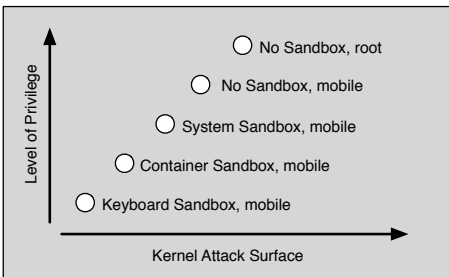 Level of Privilege
No Sandbox, root
No Sandbox, mobile
System Sandbox, mobile
Container Sandbox, mobile
Keyboard Sandbox, mobile
Kernel Attack Surface